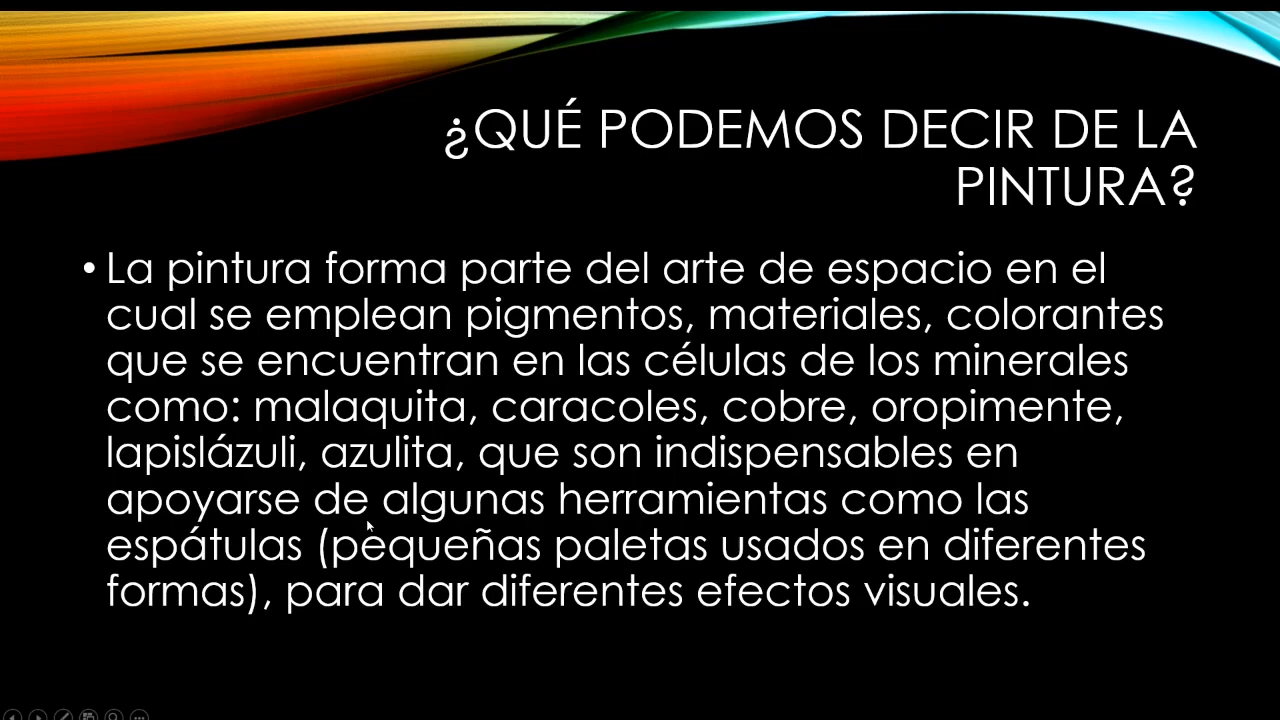 ¿QUÉ PODEMOS DECIR DE LA
PINTURA?
• La pintura forma parte del arte de espacio en el
cual se emplean pigmentos, materiales, colorantes
que se encuentran en las células de los minerales
como: malaquita, caracoles, cobre, oropimente,
lapislázuli, azulita, que son indispensables en
apoyarse de algunas herramientas como las
espátulas (pequeñas paletas usados en diferentes
formas), para dar diferentes efectos visuales.